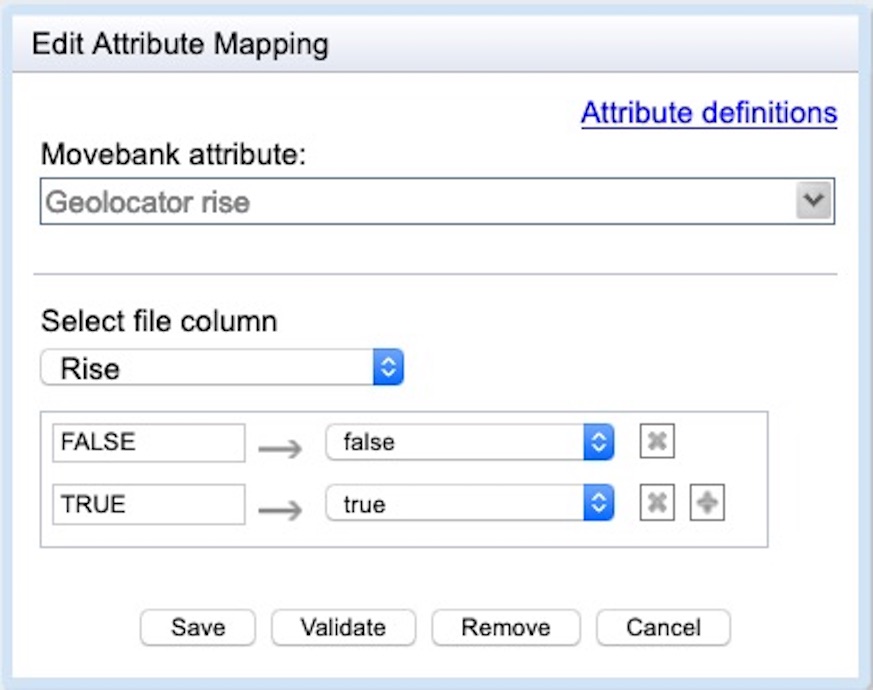 Edit Attribute Mapping
Attribute definitions
Movebank attribute:
Geolocator rise
Select file column
Rise
FALSE false
TRUE true
Save Validate Remove Cancel